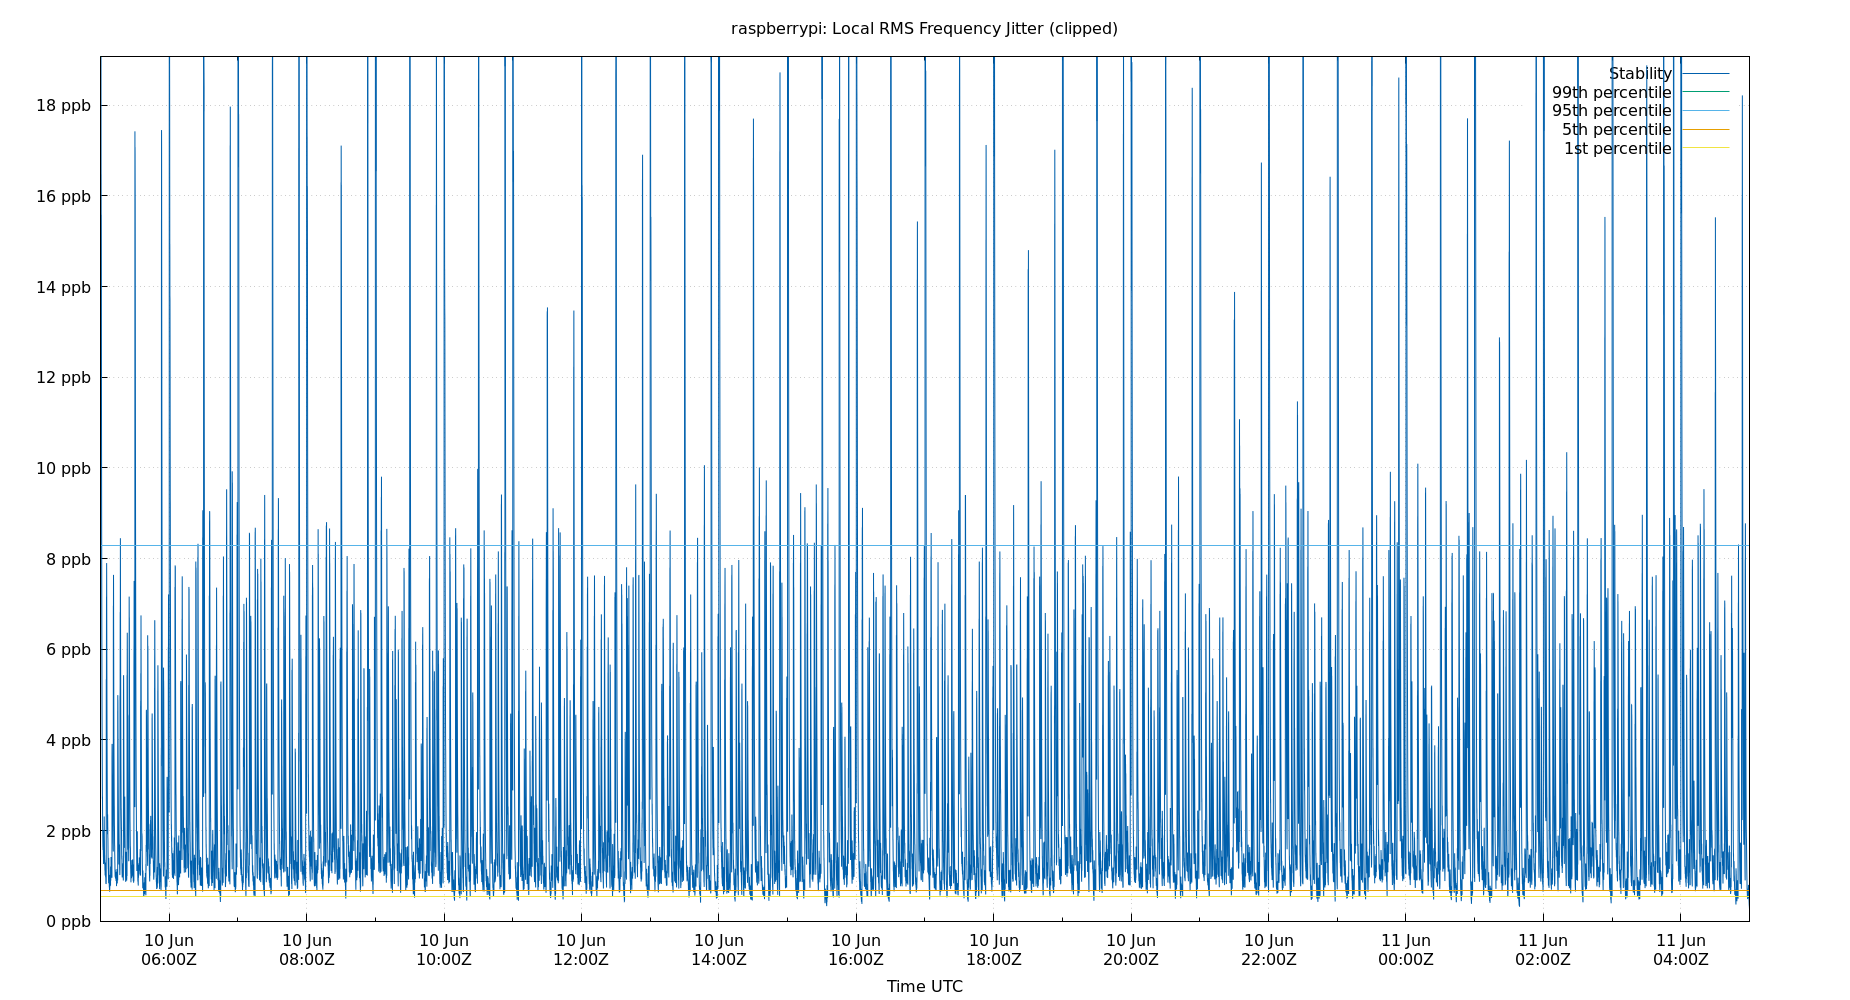 raspberrypi: Local RMS Frequency Jitter (clipped)
Stability
99th percentile
95th percentile
5th percentile
1st percentile
18 ppb
16 ppb
14 ppb
12 ppb
10 ppb
8 ppb
6 ppb
4 ppb
2 ppb
0 ppb
10 Jun 10 Jun 10 Jun 10 Jun 10 Jun 10 Jun 10 Jun 10 Jun 10 Jun 11 Jun 11 Jun 11 Jun
06:00Z 08:00Z 10:00Z 12:00Z 14:00Z 16:00Z 18:00Z 20:00Z 22:00Z 00:00Z 02:00Z 04:00Z
Time UTC